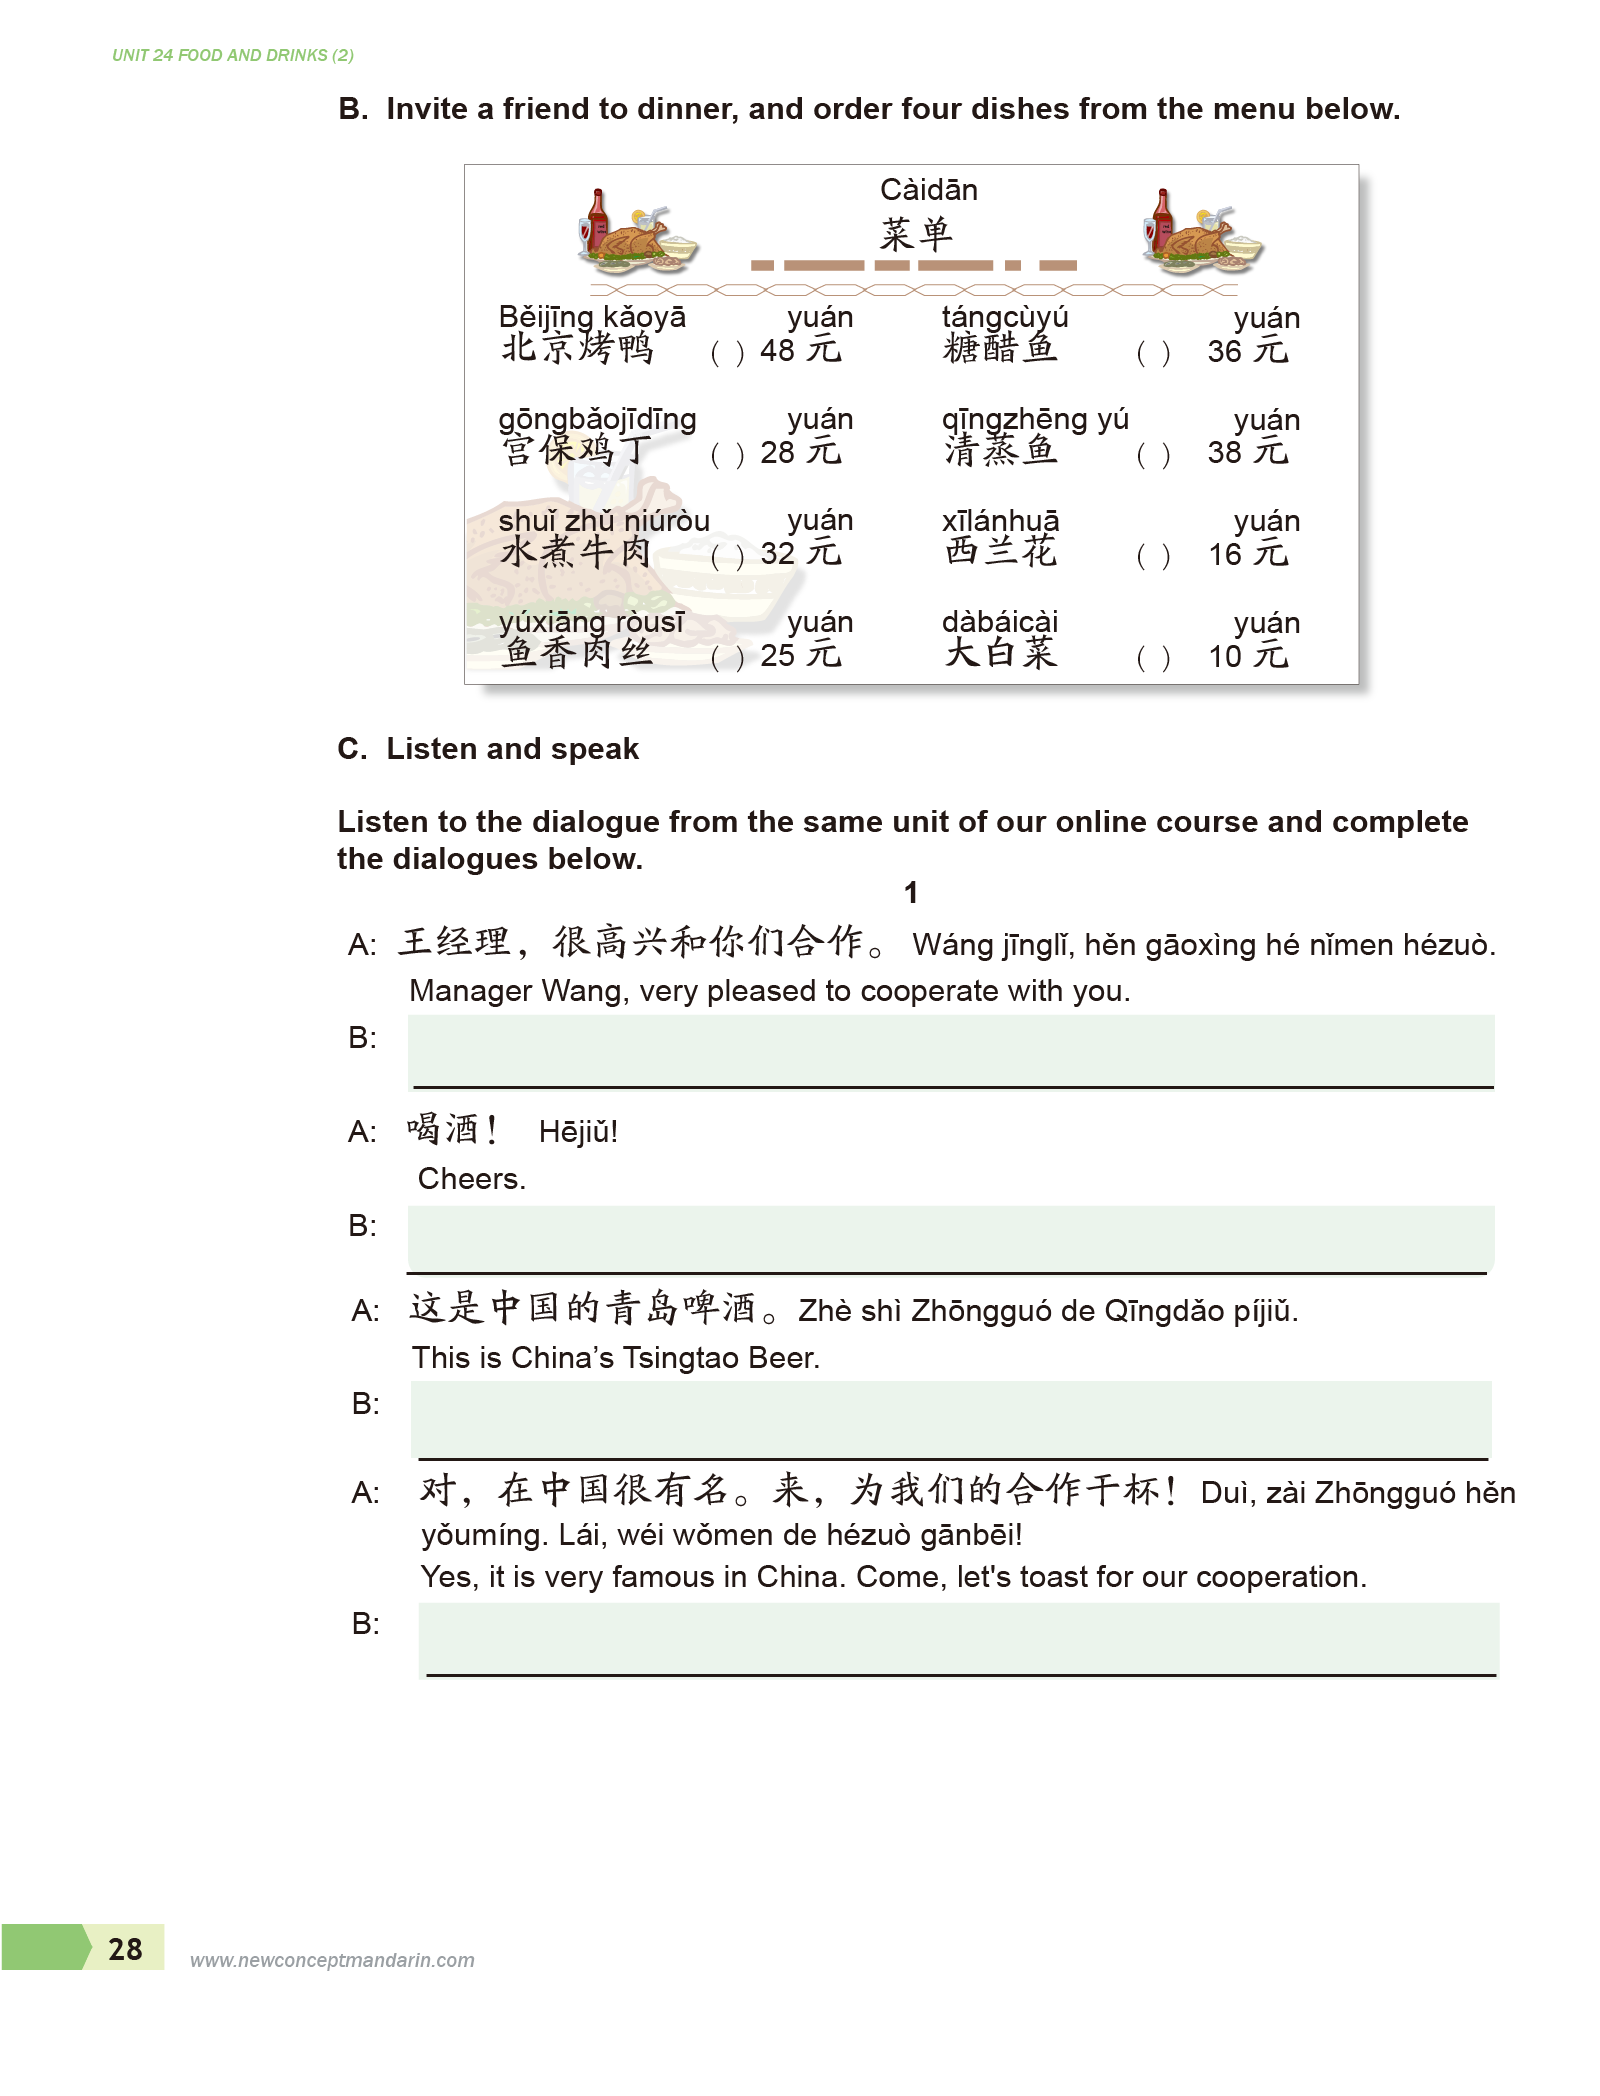 UNIT 24 FOOD AND DRINKS (2)
B. Invite a friend to dinner, and order four dishes from the menu below.
Càidān
菜单
Běijīng kǎoyā yuán tángcùyú yuán
北京烤鸭 ( ) 48 元 糖醋鱼 ( ) 36 元
gōngbǎojīdīng yuán qīngzhēng yú yuán
宫保鸡丁 ( ) 28 元 清蒸鱼 ( ) 38 元
shuǐ zhǔ niúròu yuán xīlánhuā yuán
水煮牛肉 ( ) 32 元 西兰花 ( ) 16 元
yúxiāng ròusī yuán dàbáicài yuán
鱼香肉丝 ( ) 25 元 大白菜 ( ) 10 元
C. Listen and speak
Listen to the dialogue from the same unit of our online course and complete
the dialogues below.
1
A: 王经理，很高兴和你们合作。 Wáng jīnglǐ, hěn gāoxìng hé nǐmen hézuò.
Manager Wang, very pleased to cooperate with you.
B:
A: 喝酒！ Hējiǔ!
Cheers.
B:
A: 这是中国的青岛啤酒。Zhè shì Zhōngguó de Qīngdǎo píjiǔ.
This is China’s Tsingtao Beer.
B:
A: 对，在中国很有名。来，为我们的合作干杯！ Duì, zài Zhōngguó hěn
yǒumíng. Lái, wéi wǒmen de hézuò gānbēi!
Yes, it is very famous in China. Come, let's toast for our cooperation.
B:
28
www.newconceptmandarin.com